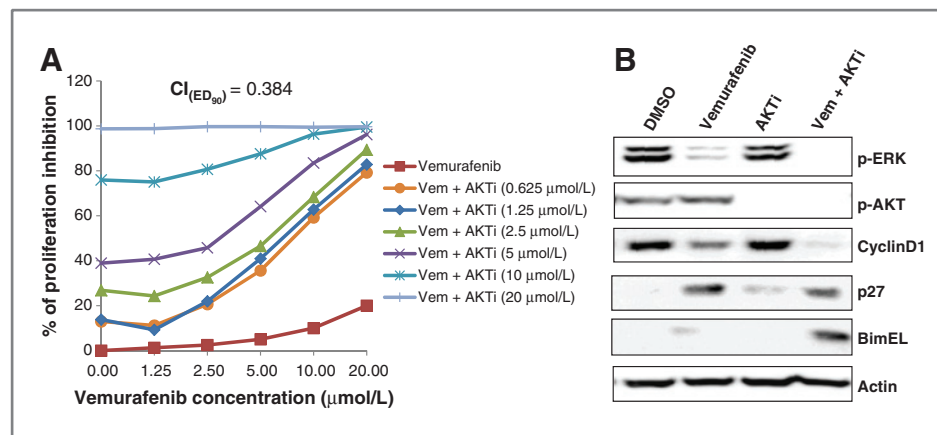 A
B
CI(ED90) = 0.384
% of proliferation inhibition
120
100
80
60
40
20
0
0.00 1.25 2.50 5.00 10.00 20.00
Vemurafenib concentration (μmol/L)
Vemurafenib
Vem + AKTi (0.625 μmol/L)
Vem + AKTi (1.25 μmol/L)
Vem + AKTi (2.5 μmol/L)
Vem + AKTi (5 μmol/L)
Vem + AKTi (10 μmol/L)
Vem + AKTi (20 μmol/L)
DMSO
Vemurafenib
AKTi
Vem + AKTi
p-ERK
p-AKT
CyclinD1
p27
BimEL
Actin